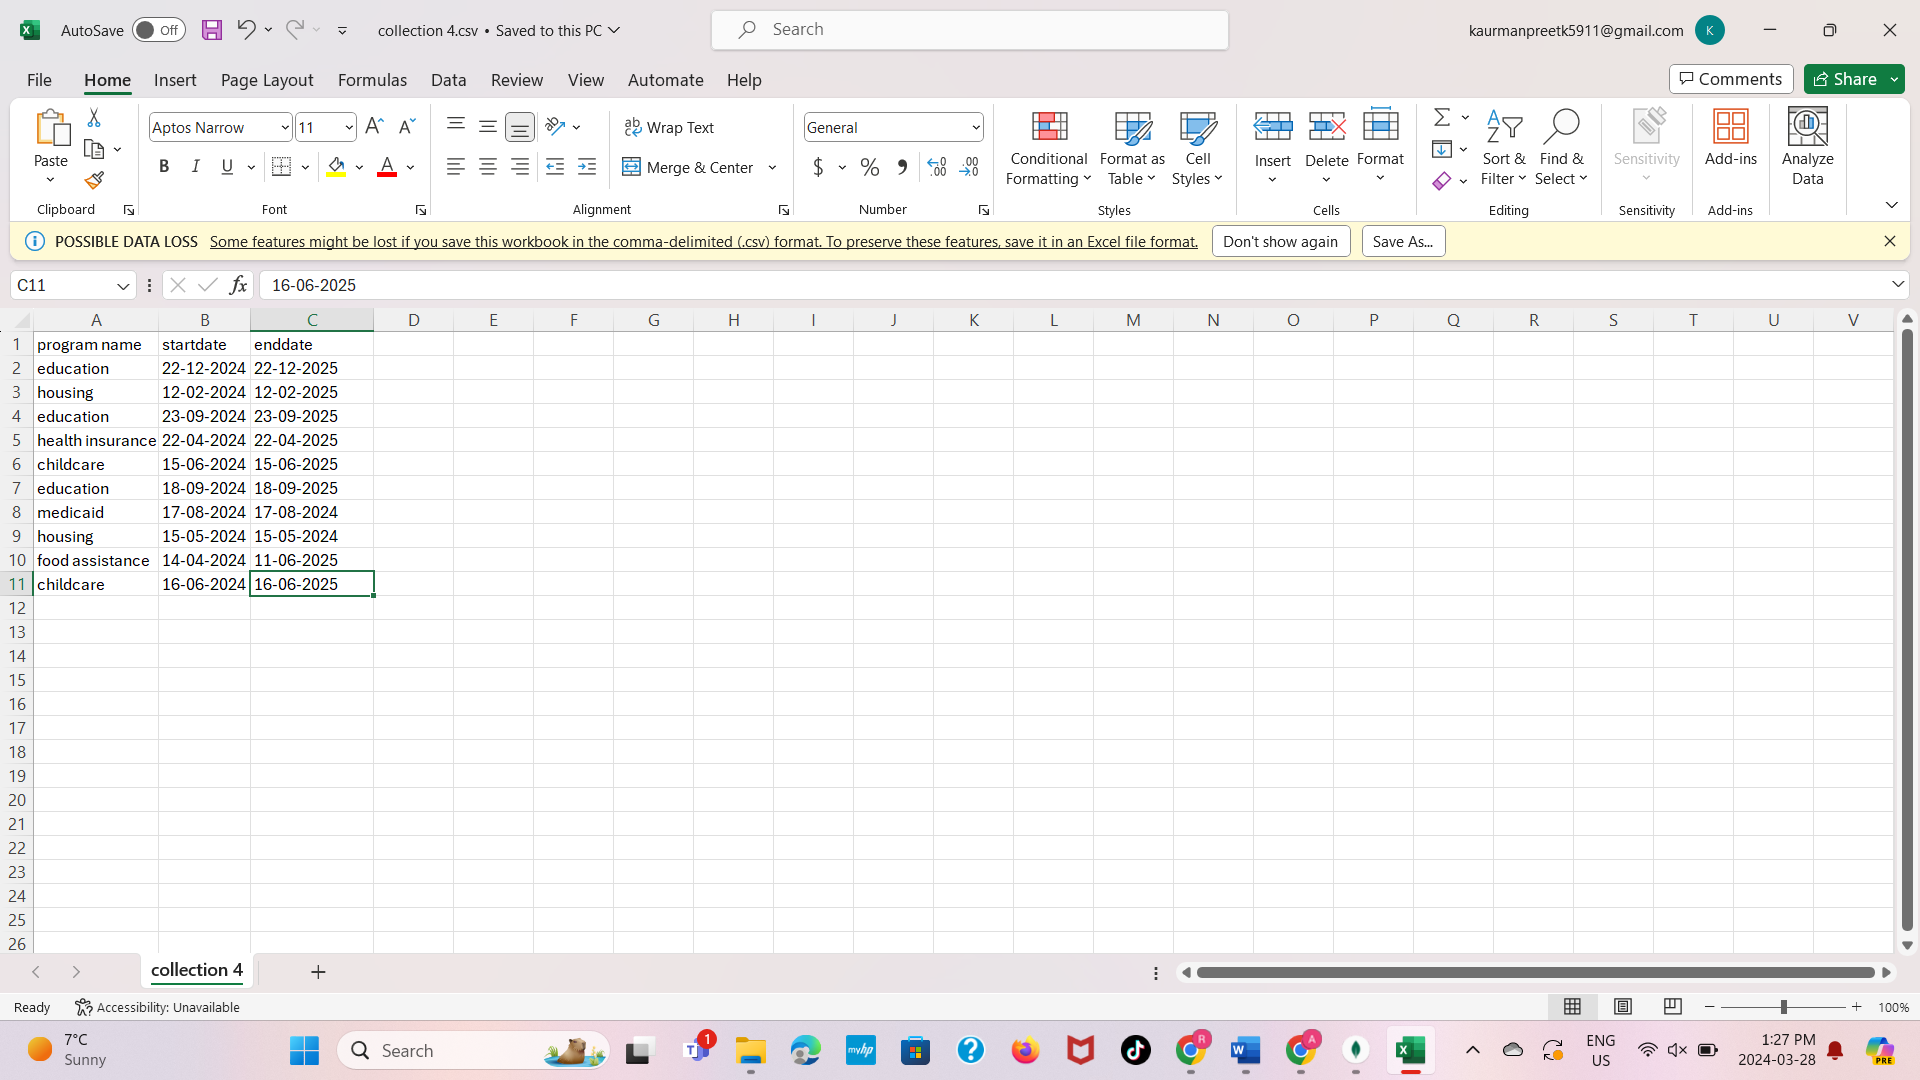 AutoSave Off collection 4.csv • Saved to this PC Search kaurmanpreetk5911@gmail.com K
File Home Insert Page Layout Formulas Data Review View Automate Help Comments Share
Paste Aptos Narrow 11 Wrap Text General Conditional Formatting Format as Table Cell Styles Insert Delete Format Sort & Filter Find & Select Sensitivity Add-ins Analyze Data
B I U Merge & Center $ % 9
Clipboard Font Alignment Number Styles Cells Editing Sensitivity Add-ins
POSSIBLE DATA LOSS Some features might be lost if you save this workbook in the comma-delimited (.csv) format. To preserve these features, save it in an Excel file format. Don't show again Save As...
C11 fx 16-06-2025
A B C D E F G H I J K L M N O P Q R S T U V
1 program name startdate enddate
2 education 22-12-2024 22-12-2025
3 housing 12-02-2024 12-02-2025
4 education 23-09-2024 23-09-2025
5 health insurance 22-04-2024 22-04-2025
6 childcare 15-06-2024 15-06-2025
7 education 18-09-2024 18-09-2025
8 medicaid 17-08-2024 17-08-2024
9 housing 15-05-2024 15-05-2024
10 food assistance 14-04-2024 11-06-2025
11 childcare 16-06-2024 16-06-2025
12
13
14
15
16
17
18
19
20
21
22
23
24
25
26
collection 4
Ready Accessibility: Unavailable 100%
7°C Sunny Search 1 myhp R A ENG US 1:27 PM 2024-03-28 PRE